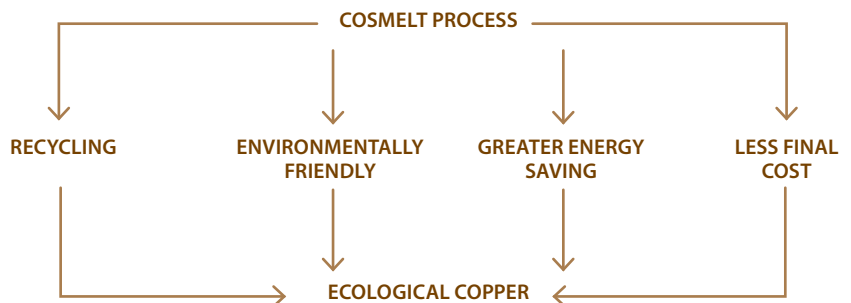 COSMELT PROCESS
RECYCLING
ENVIRONMENTALLY
FRIENDLY
GREATER ENERGY
SAVING
LESS FINAL
COST
ECOLOGICAL COPPER